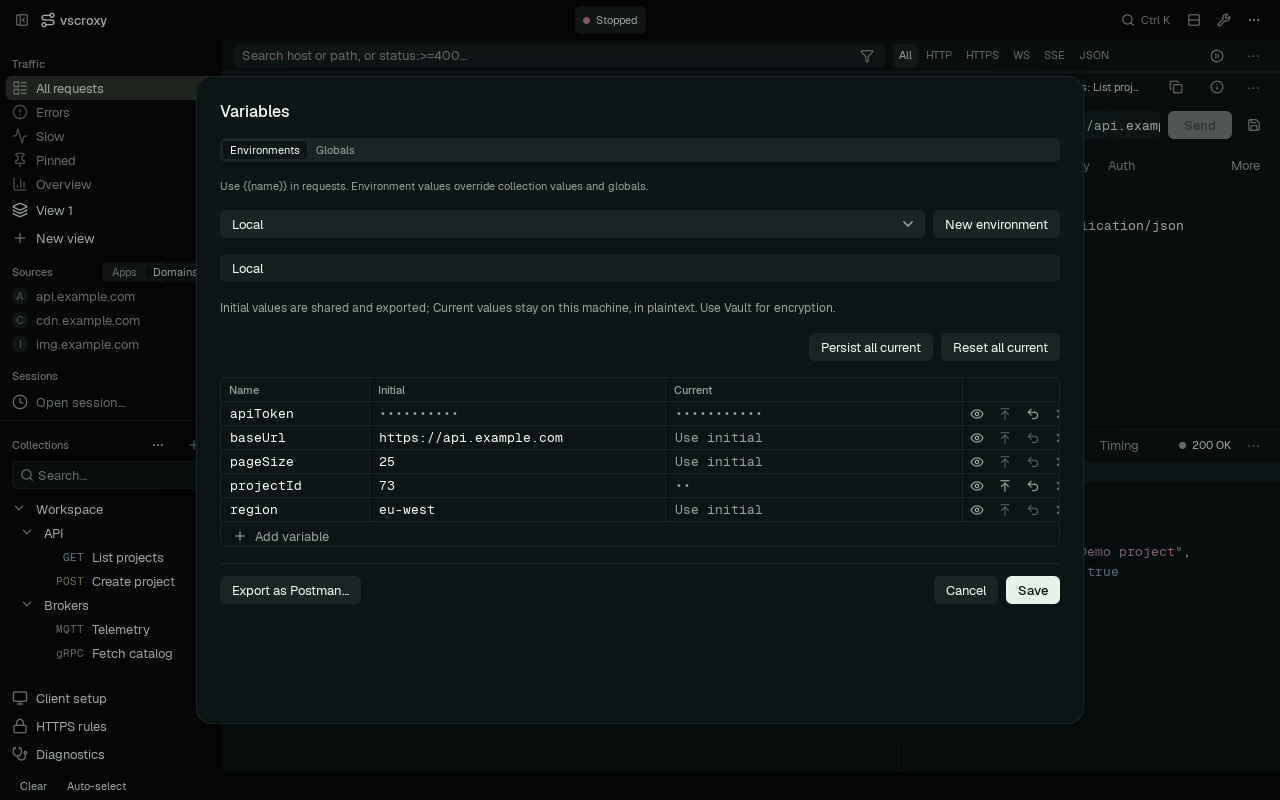 vscroxy
Stopped
Ctrl K
Traffic
All requests
Errors
Slow
Pinned
Overview
View 1
New view
Sources
Apps
Domains
A api.example.com
C cdn.example.com
I img.example.com
Sessions
Open session...
Collections
Search...
Workspace
API
GET List projects
POST Create project
Brokers
MQTT Telemetry
gRPC Fetch catalog
Client setup
HTTPS rules
Diagnostics
Clear Auto-select
Search host or path, or status:>=400...
All HTTP HTTPS WS SSE JSON
s: List proj...
/api.examp
Send
y Auth More
lication/json
Timing 200 OK
Demo project",
true
Variables
Environments Globals
Use {{name}} in requests. Environment values override collection values and globals.
Local
New environment
Local
Initial values are shared and exported; Current values stay on this machine, in plaintext. Use Vault for encryption.
Persist all current Reset all current
Name Initial Current
apiToken •••••••••• •••••••••••
baseUrl https://api.example.com Use initial
pageSize 25 Use initial
projectId 73 ••
region eu-west Use initial
Add variable
Export as Postman...
Cancel Save